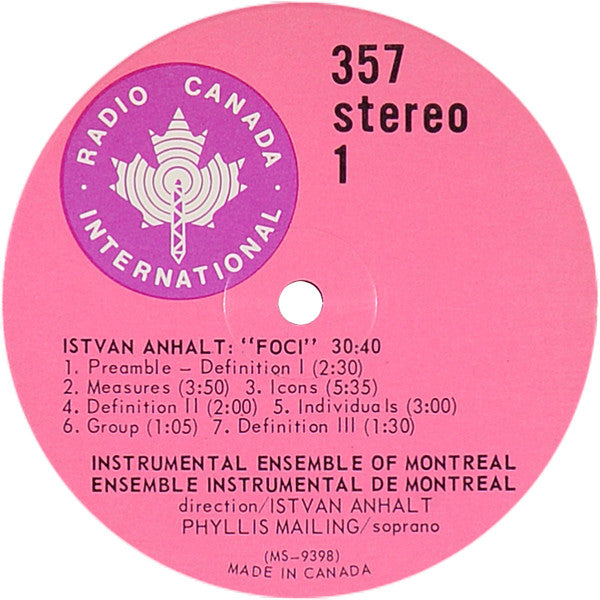 RADIO CANADA
INTERNATIONAL
357
stereo
1
ISTVAN ANHALT: "FOCI" 30:40
1. Preamble – Definition I (2:30)
2. Measures (3:50) 3. Icons (5:35)
4. Definition II (2:00) 5. Individuals (3:00)
6. Group (1:05) 7. Definition III (1:30)
INSTRUMENTAL ENSEMBLE OF MONTREAL
ENSEMBLE INSTRUMENTAL DE MONTREAL
direction/ISTVAN ANHALT
PHYLLIS MAILING/soprano
(MS-9398)
MADE IN CANADA